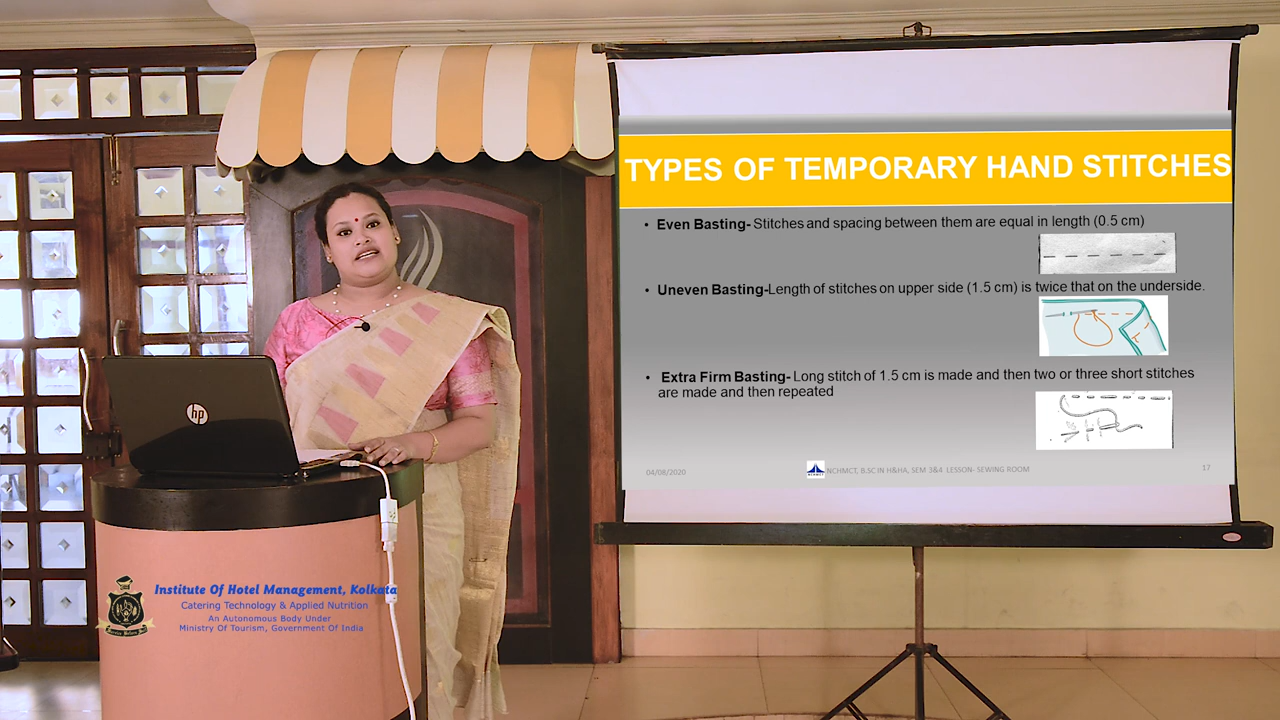 TYPES OF TEMPORARY HAND STITCHES
• Even Basting- Stitches and spacing between them are equal in length (0.5 cm)
• Uneven Basting-Length of stitches on upper side (1.5 cm) is twice that on the underside.
• Extra Firm Basting- Long stitch of 1.5 cm is made and then two or three short stitches
are made and then repeated
04/08/2020
NCHMCT
NCHMCT, B.SC IN H&HA, SEM 3&4 LESSON- SEWING ROOM
17
hp
Institute Of Hotel Management, Kolkata
Catering Technology & Applied Nutrition
An Autonomous Body Under
Ministry Of Tourism, Government Of India